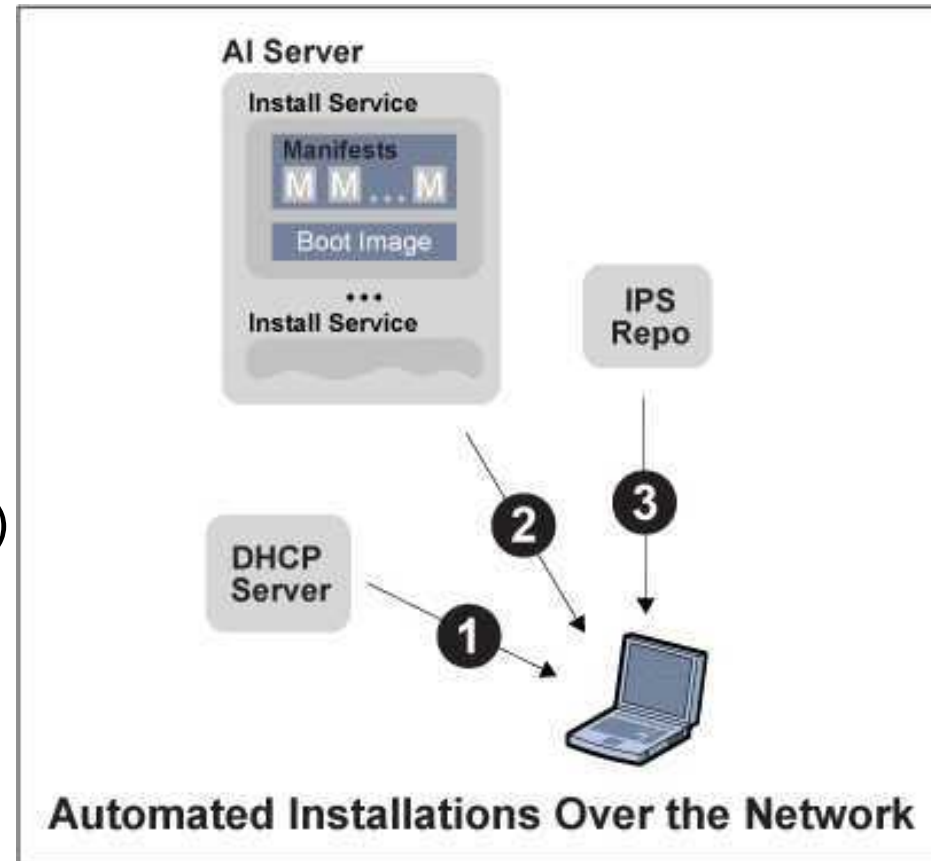 AI Server
Install Service
Manifests
M M ... M
Boot Image
...
Install Service
IPS
Repo
2
3
)
DHCP
Server
1
Automated Installations Over the Network